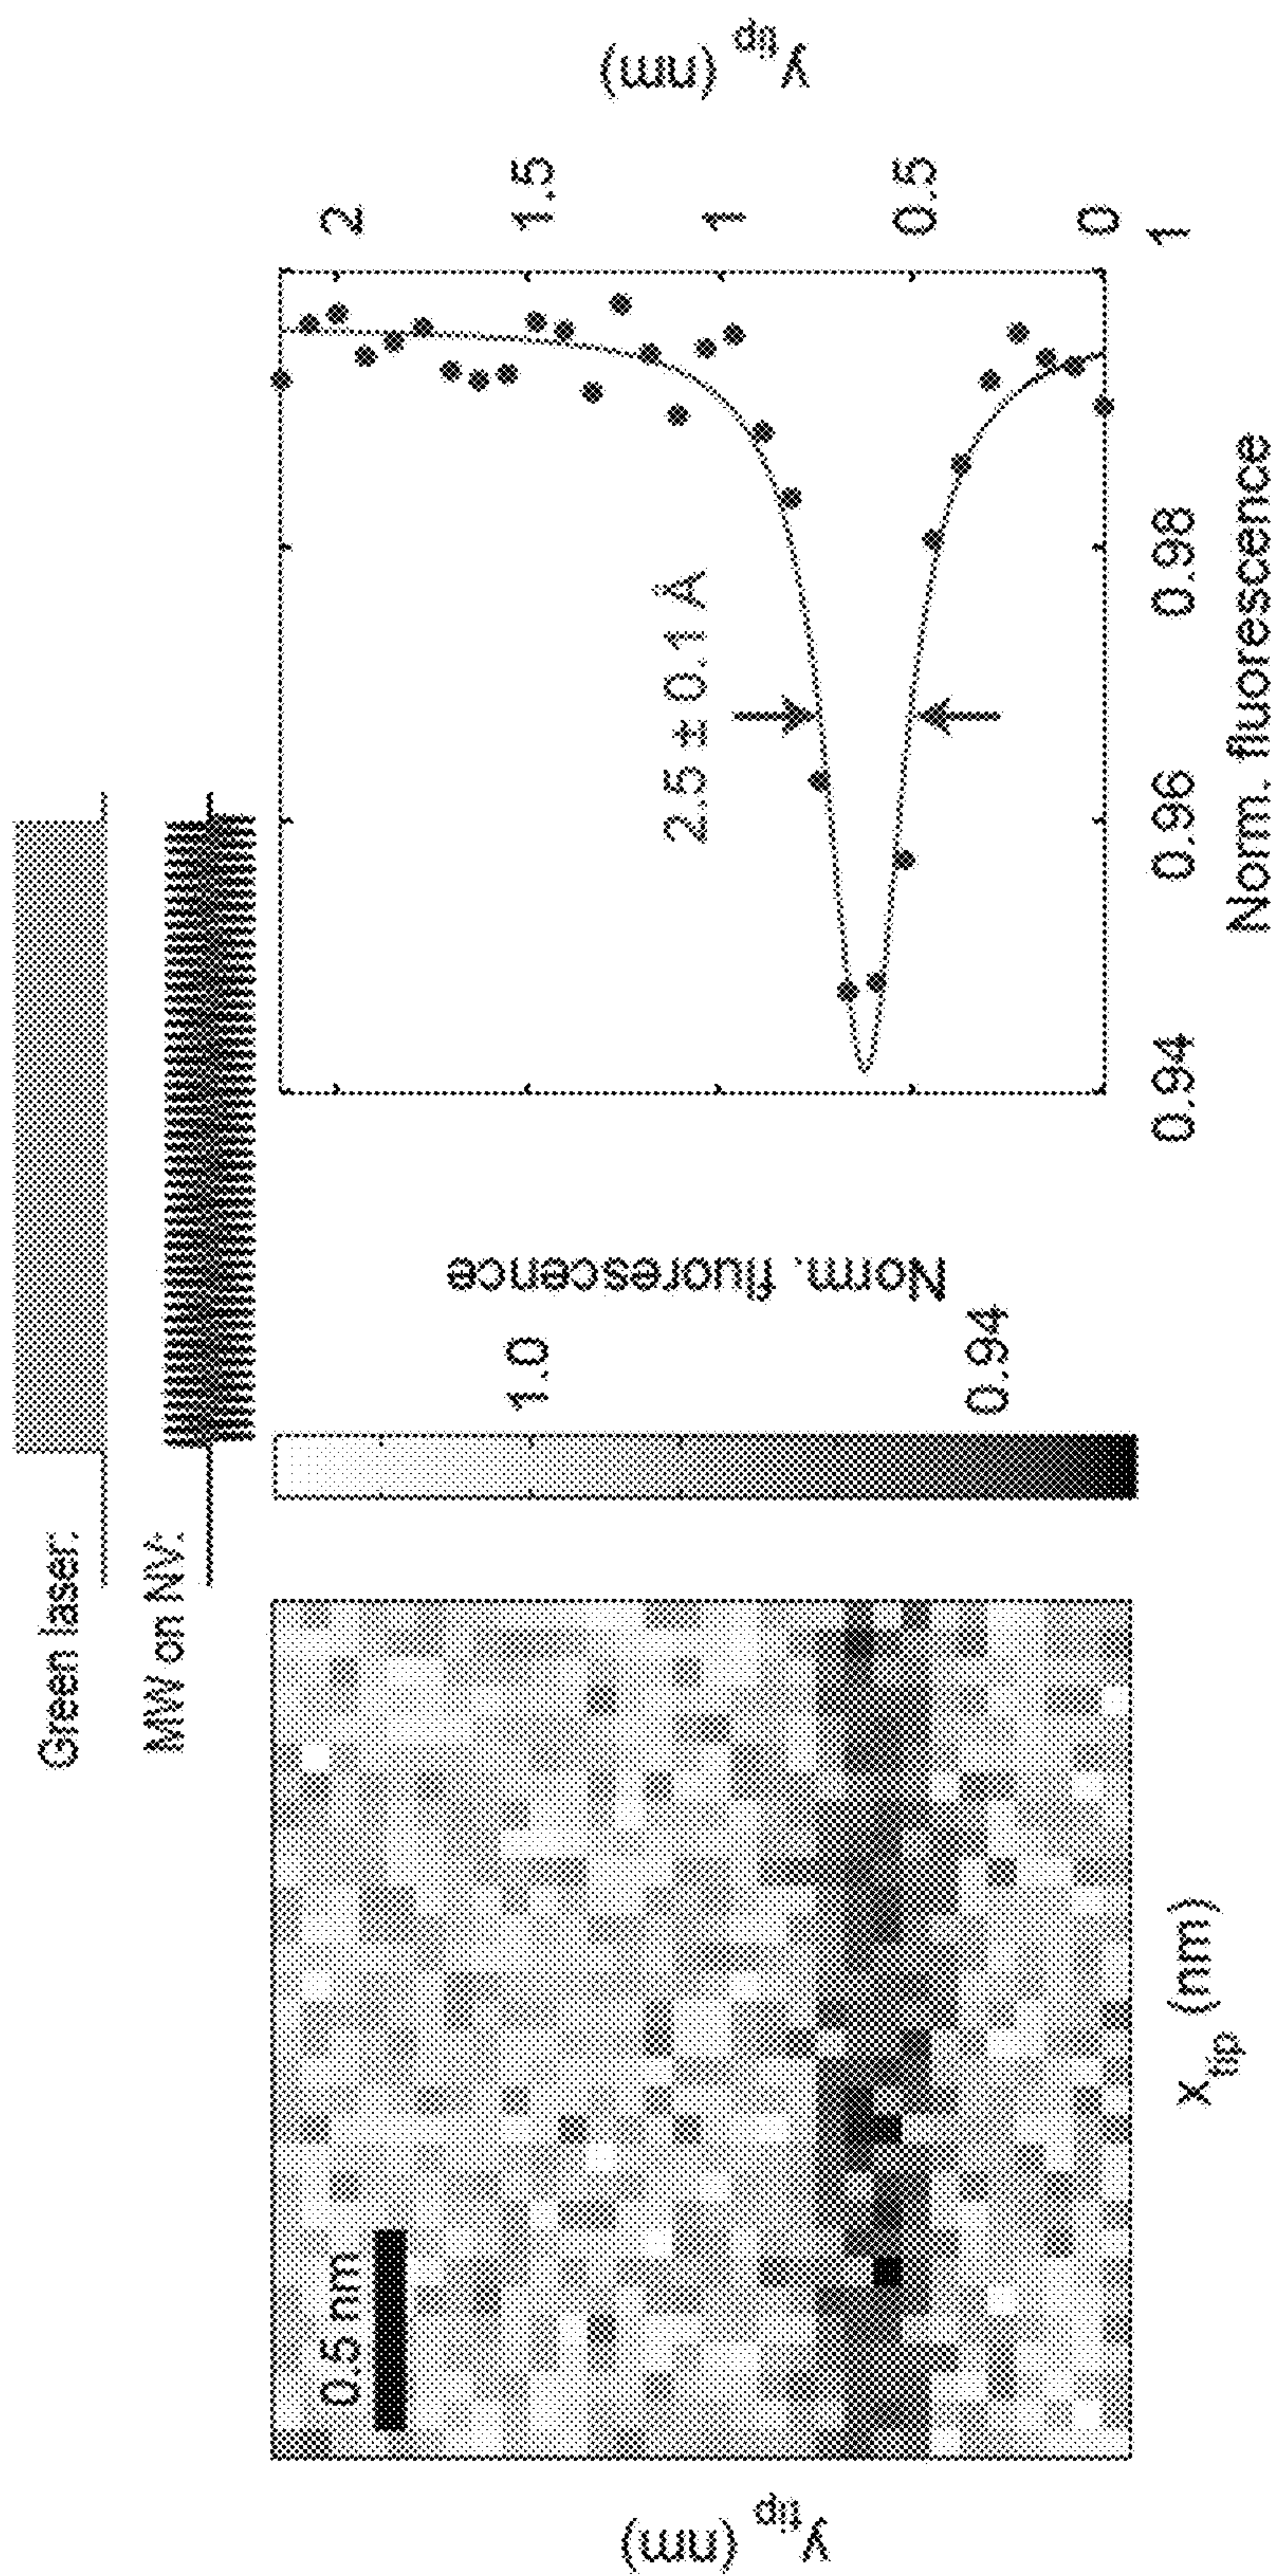 Green laser:
MW on NV:
0.5 nm
y_tip (nm)
x_tip (nm)
1.0
0.94
Norm. fluorescence
2.5 ± 0.1 Å
2
1.5
1
0.5
0
0.94
0.96
0.98
1
Norm. fluorescence
y_tip (nm)